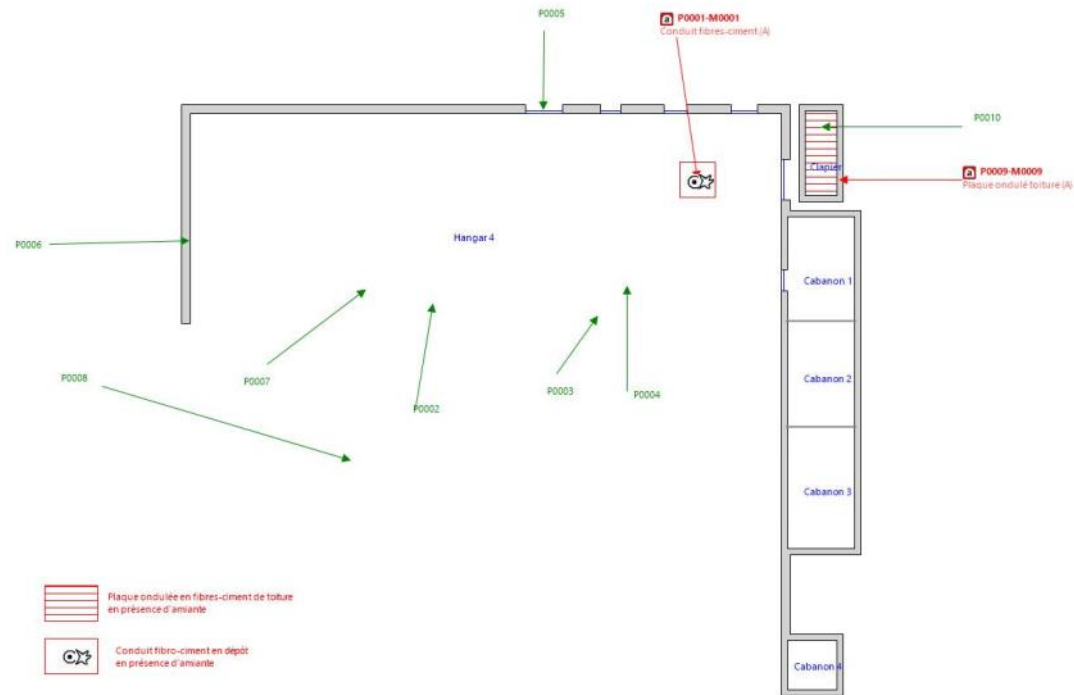 P0005
a P0001-M0001
Conduit fibres-ciment (A)
P0010
Clapier
a P0009-M0009
Plaque ondulé toiture (A)
P0006
Hangar 4
Cabanon 1
P0008
P0007
P0002
P0003
P0004
Cabanon 2
Cabanon 3
Plaque ondulée en fibres-ciment de toiture
en présence d'amiante
Conduit fibro-ciment en dépôt
en présence d'amiante
Cabanon 4